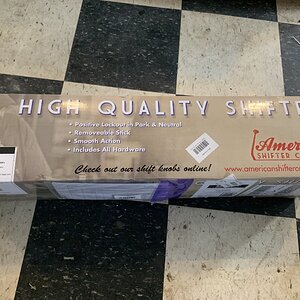 HIGH QUALITY SHIFTE
• Positive Lockout in Park & Neutral
• Removeable Stick
• Smooth Action
• Includes All Hardware
Ameri
SHIFTER C
Check out our shift knobs online!
www.americanshifterco